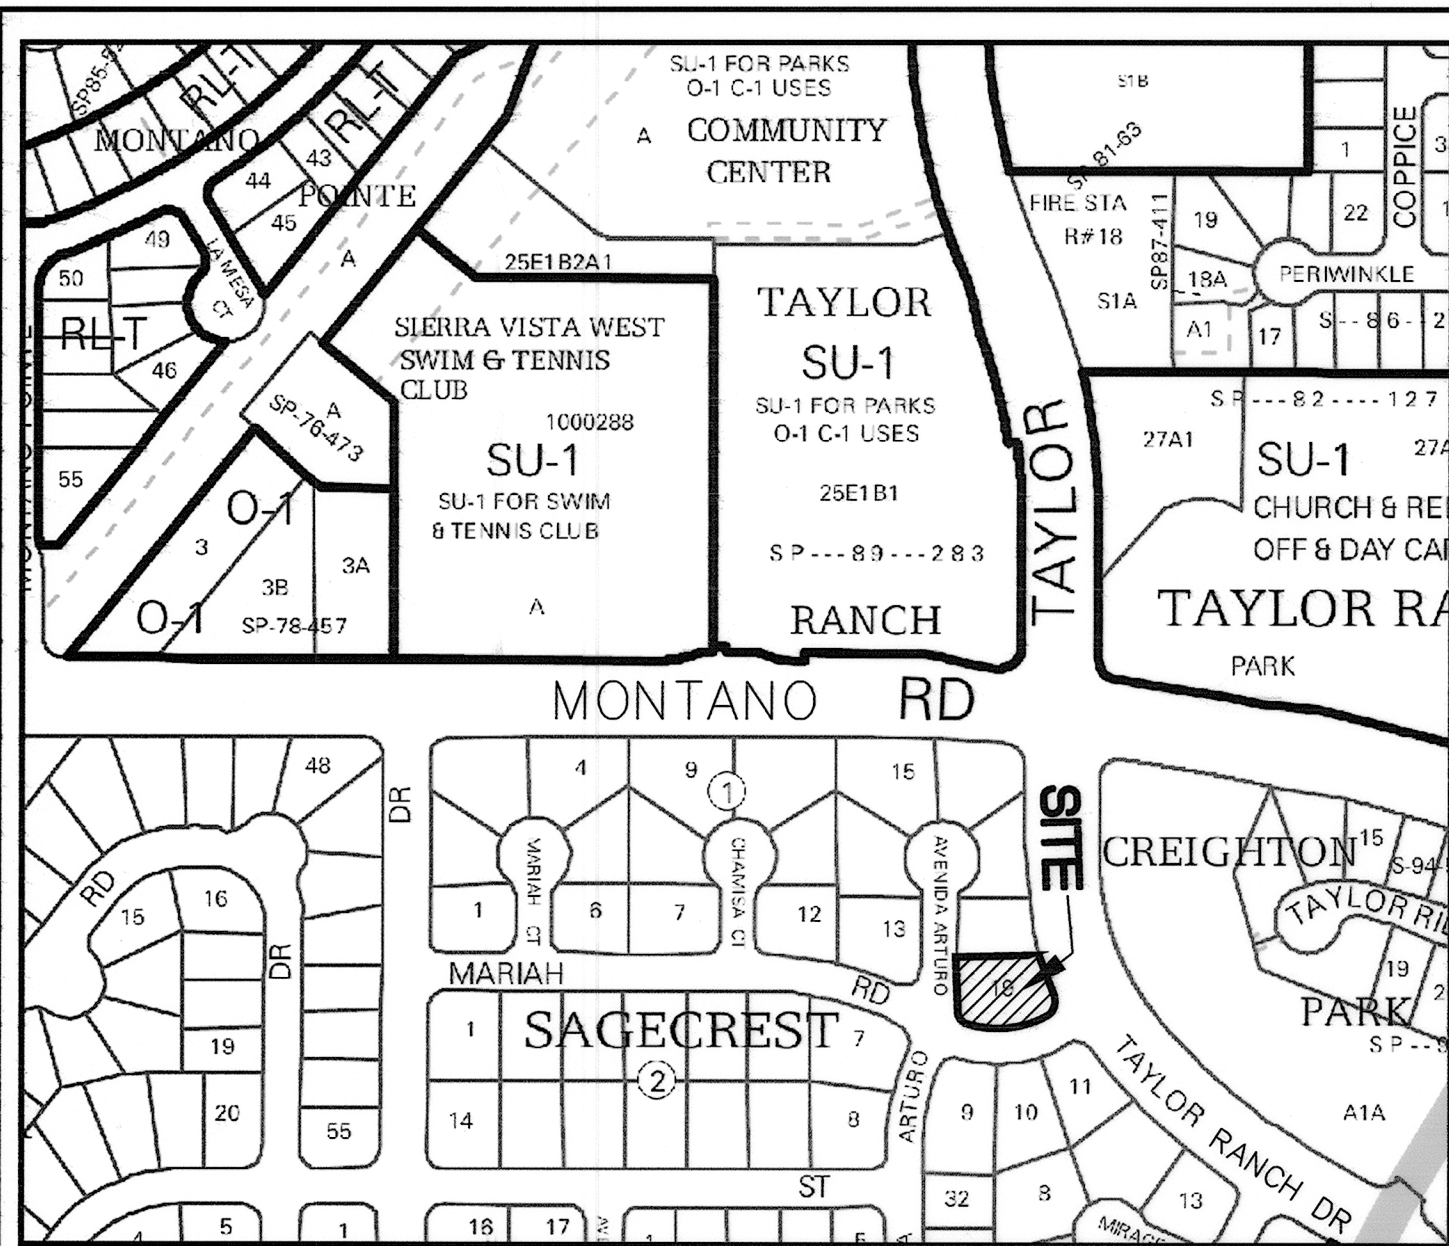 SU-1 FOR PARKS
O-1 C-1 USES
A
COMMUNITY
CENTER
S1B
SP-81-63
1
COPPICE
RL-T
RL-T
MONTANO
POINTE
43
44
45
49
50
LA MESA
CT
A
RL-T
46
55
FIRE STA
R#18
S1A
SP87-411
19
22
18A
A1
17
PERIWINKLE
25E1B2A1
SIERRA VISTA WEST
SWIM & TENNIS
CLUB
1000288
SU-1
SU-1 FOR SWIM
& TENNIS CLUB
A
A
SP-76-473
O-1
3
3B
3A
O-1
SP-78-457
TAYLOR
SU-1
SU-1 FOR PARKS
O-1 C-1 USES
25E1B1
SP---89---283
RANCH
TAYLOR
SP---82----127
27A1
SU-1
CHURCH & REL
OFF & DAY CAR
TAYLOR RA
PARK
MONTANO RD
48
DR
4
9
1
15
MARIAH CT
CHAMISA CT
AVENIDA ARTURO
SITE
CREIGHTON
15
S-94-
TAYLOR RI
RD
15
16
DR
1
6
7
12
13
19
19
2
PARK
MARIAH
RD
SAGECREST
1
7
2
14
8
ARTURO
19
20
55
9
10
11
TAYLOR RANCH DR
A1A
ST
32
8
13
5
1
16
17